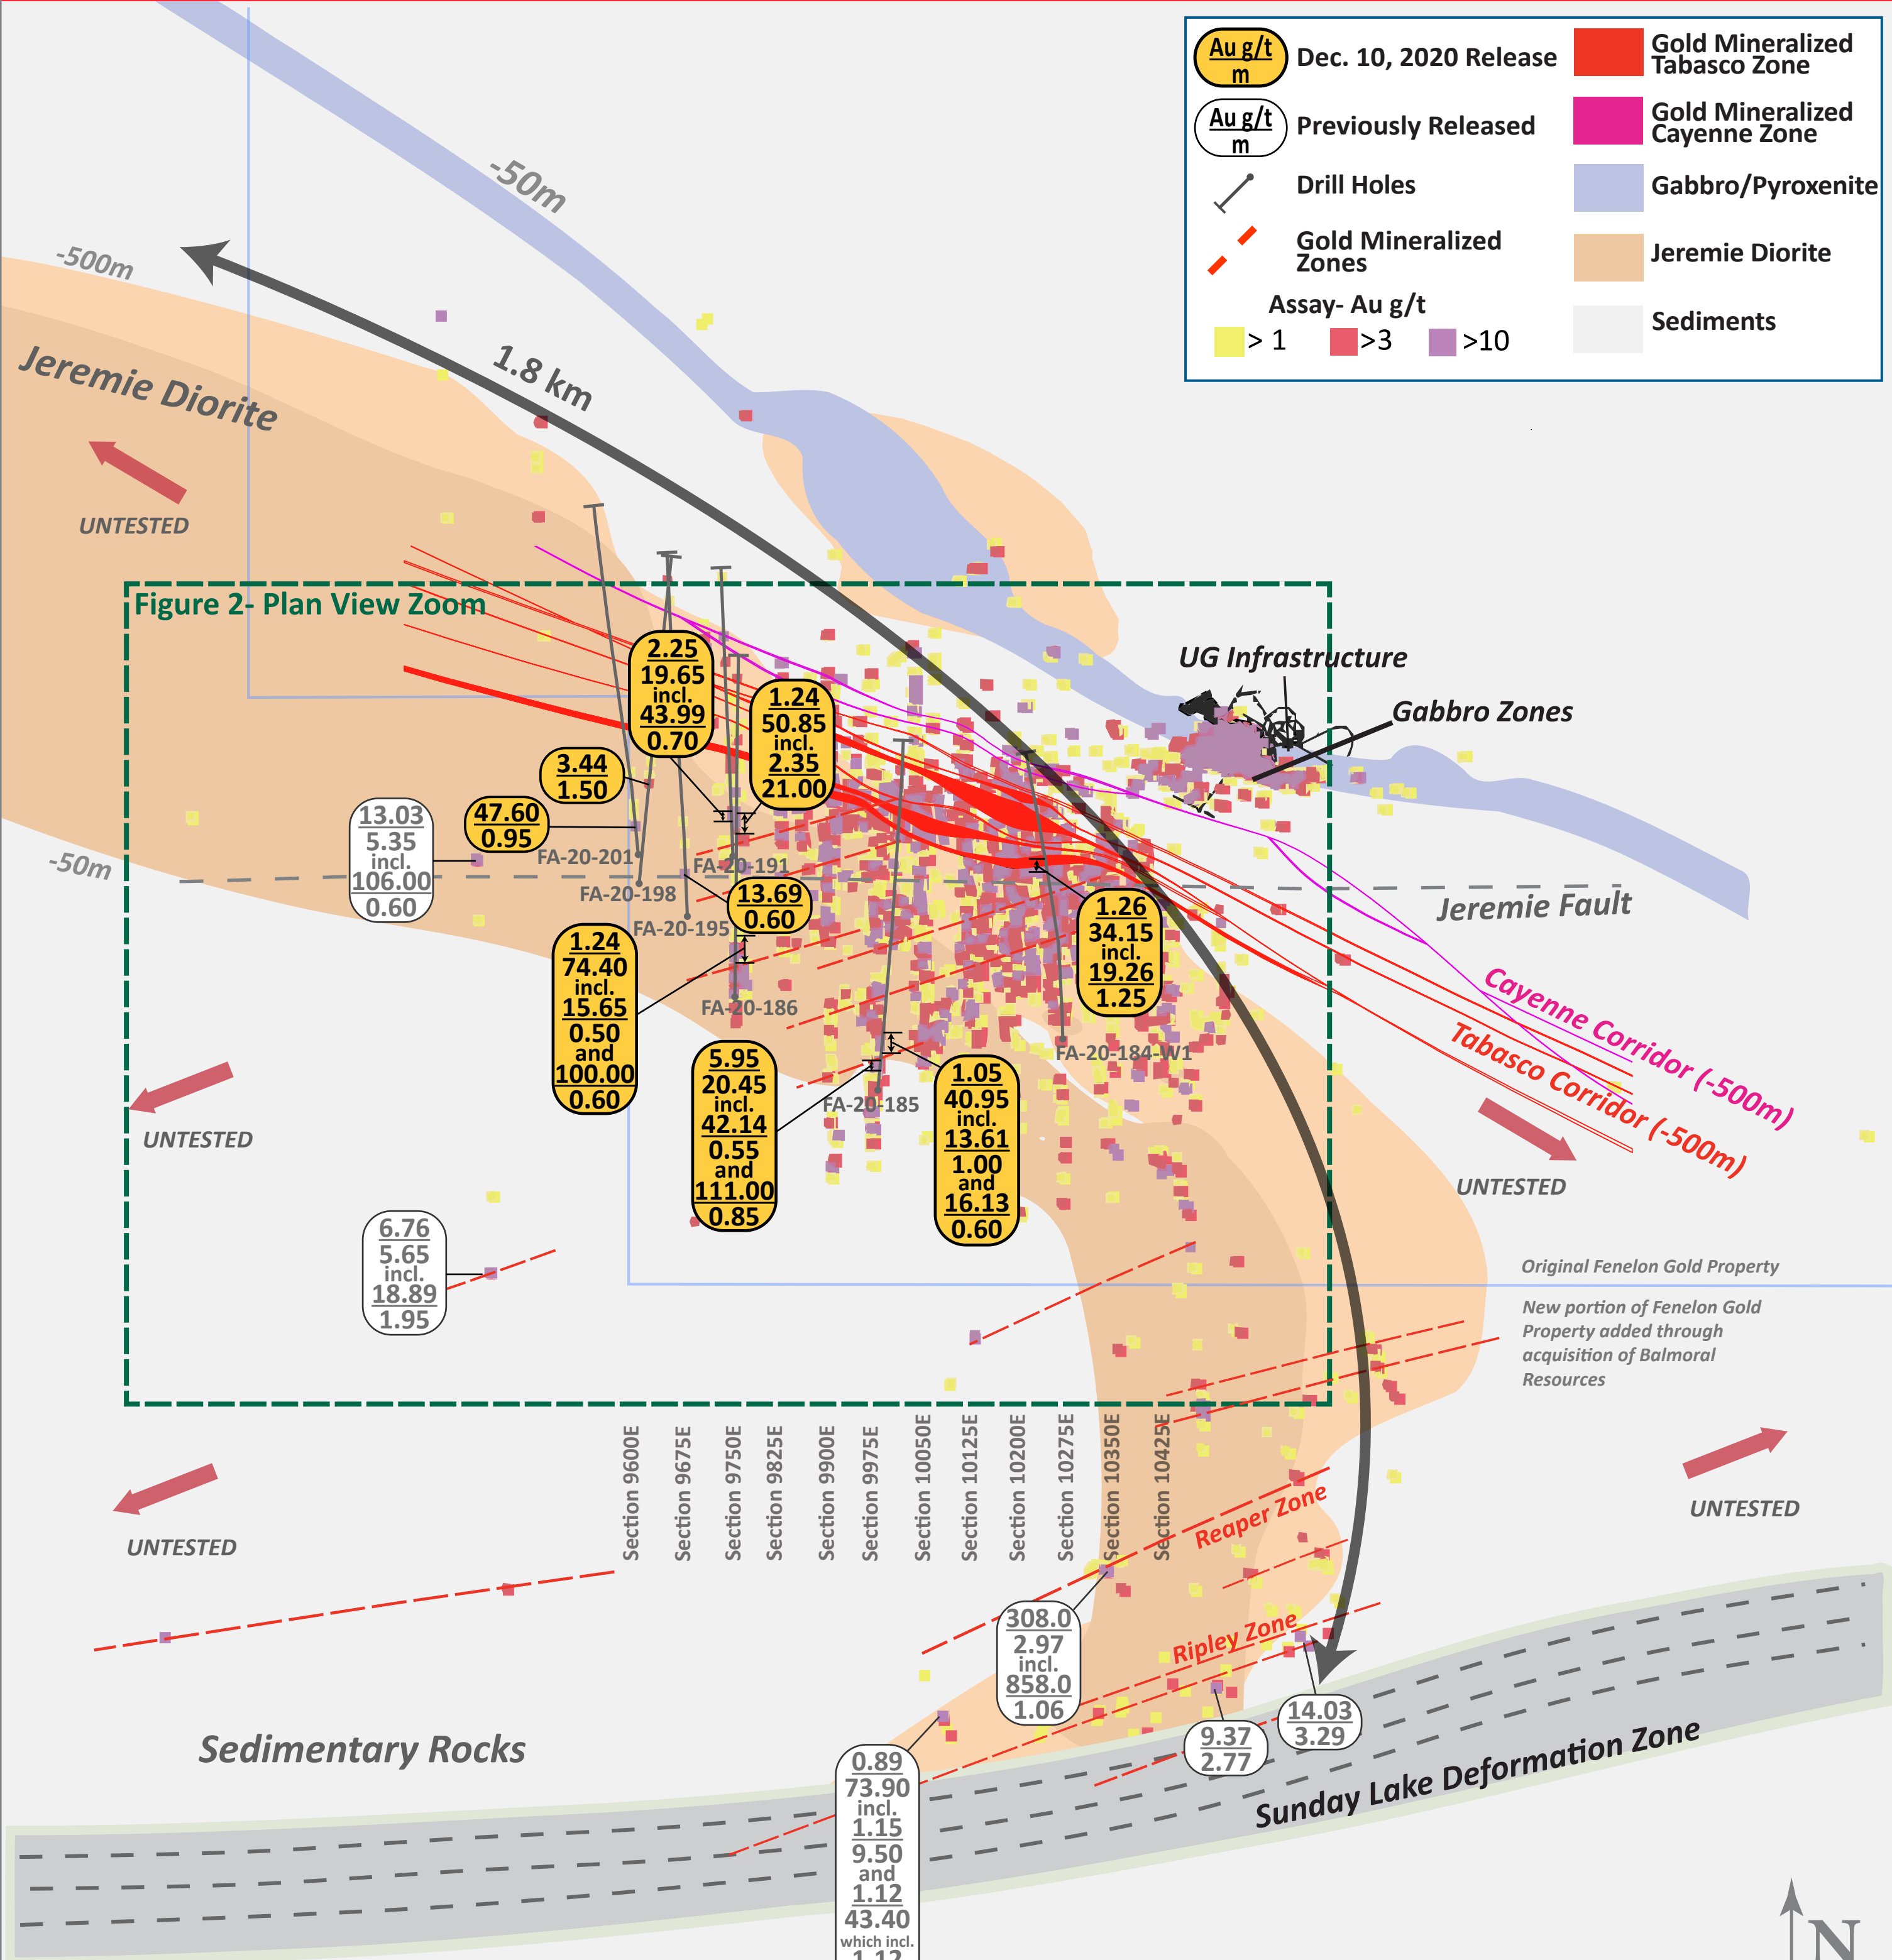 Au g/t
m
Dec. 10, 2020 Release
Au g/t
m
Previously Released
Drill Holes
Gold Mineralized
Zones
Assay- Au g/t
> 1
>3
>10
Gold Mineralized
Tabasco Zone
Gold Mineralized
Cayenne Zone
Gabbro/Pyroxenite
Jeremie Diorite
Sediments
-50m
-500m
1.8 km
Jeremie Diorite
UNTESTED
Figure 2- Plan View Zoom
UG Infrastructure
Gabbro Zones
2.25
19.65
incl.
43.99
0.70
1.24
50.85
incl.
2.35
21.00
3.44
1.50
47.60
0.95
13.03
5.35
incl.
106.00
0.60
-50m
FA-20-201
FA-20-191
FA-20-198
13.69
0.60
FA-20-195
1.26
34.15
incl.
19.26
1.25
Jeremie Fault
1.24
74.40
incl.
15.65
0.50
and
100.00
0.60
FA-20-186
Cayenne Corridor (-500m)
Tabasco Corridor (-500m)
FA-20-184-W1
5.95
20.45
incl.
42.14
0.55
and
111.00
0.85
FA-20-185
1.05
40.95
incl.
13.61
1.00
and
16.13
0.60
UNTESTED
UNTESTED
6.76
5.65
incl.
18.89
1.95
Original Fenelon Gold Property
New portion of Fenelon Gold
Property added through
acquisition of Balmoral
Resources
Section 9600E
Section 9675E
Section 9750E
Section 9825E
Section 9900E
Section 9975E
Section 10050E
Section 10125E
Section 10200E
Section 10275E
Section 10350E
Section 10425E
UNTESTED
UNTESTED
Reaper Zone
Ripley Zone
308.0
2.97
incl.
858.0
1.06
14.03
3.29
9.37
2.77
Sedimentary Rocks
0.89
73.90
incl.
1.15
9.50
and
1.12
43.40
which incl.
1.12
Sunday Lake Deformation Zone
N